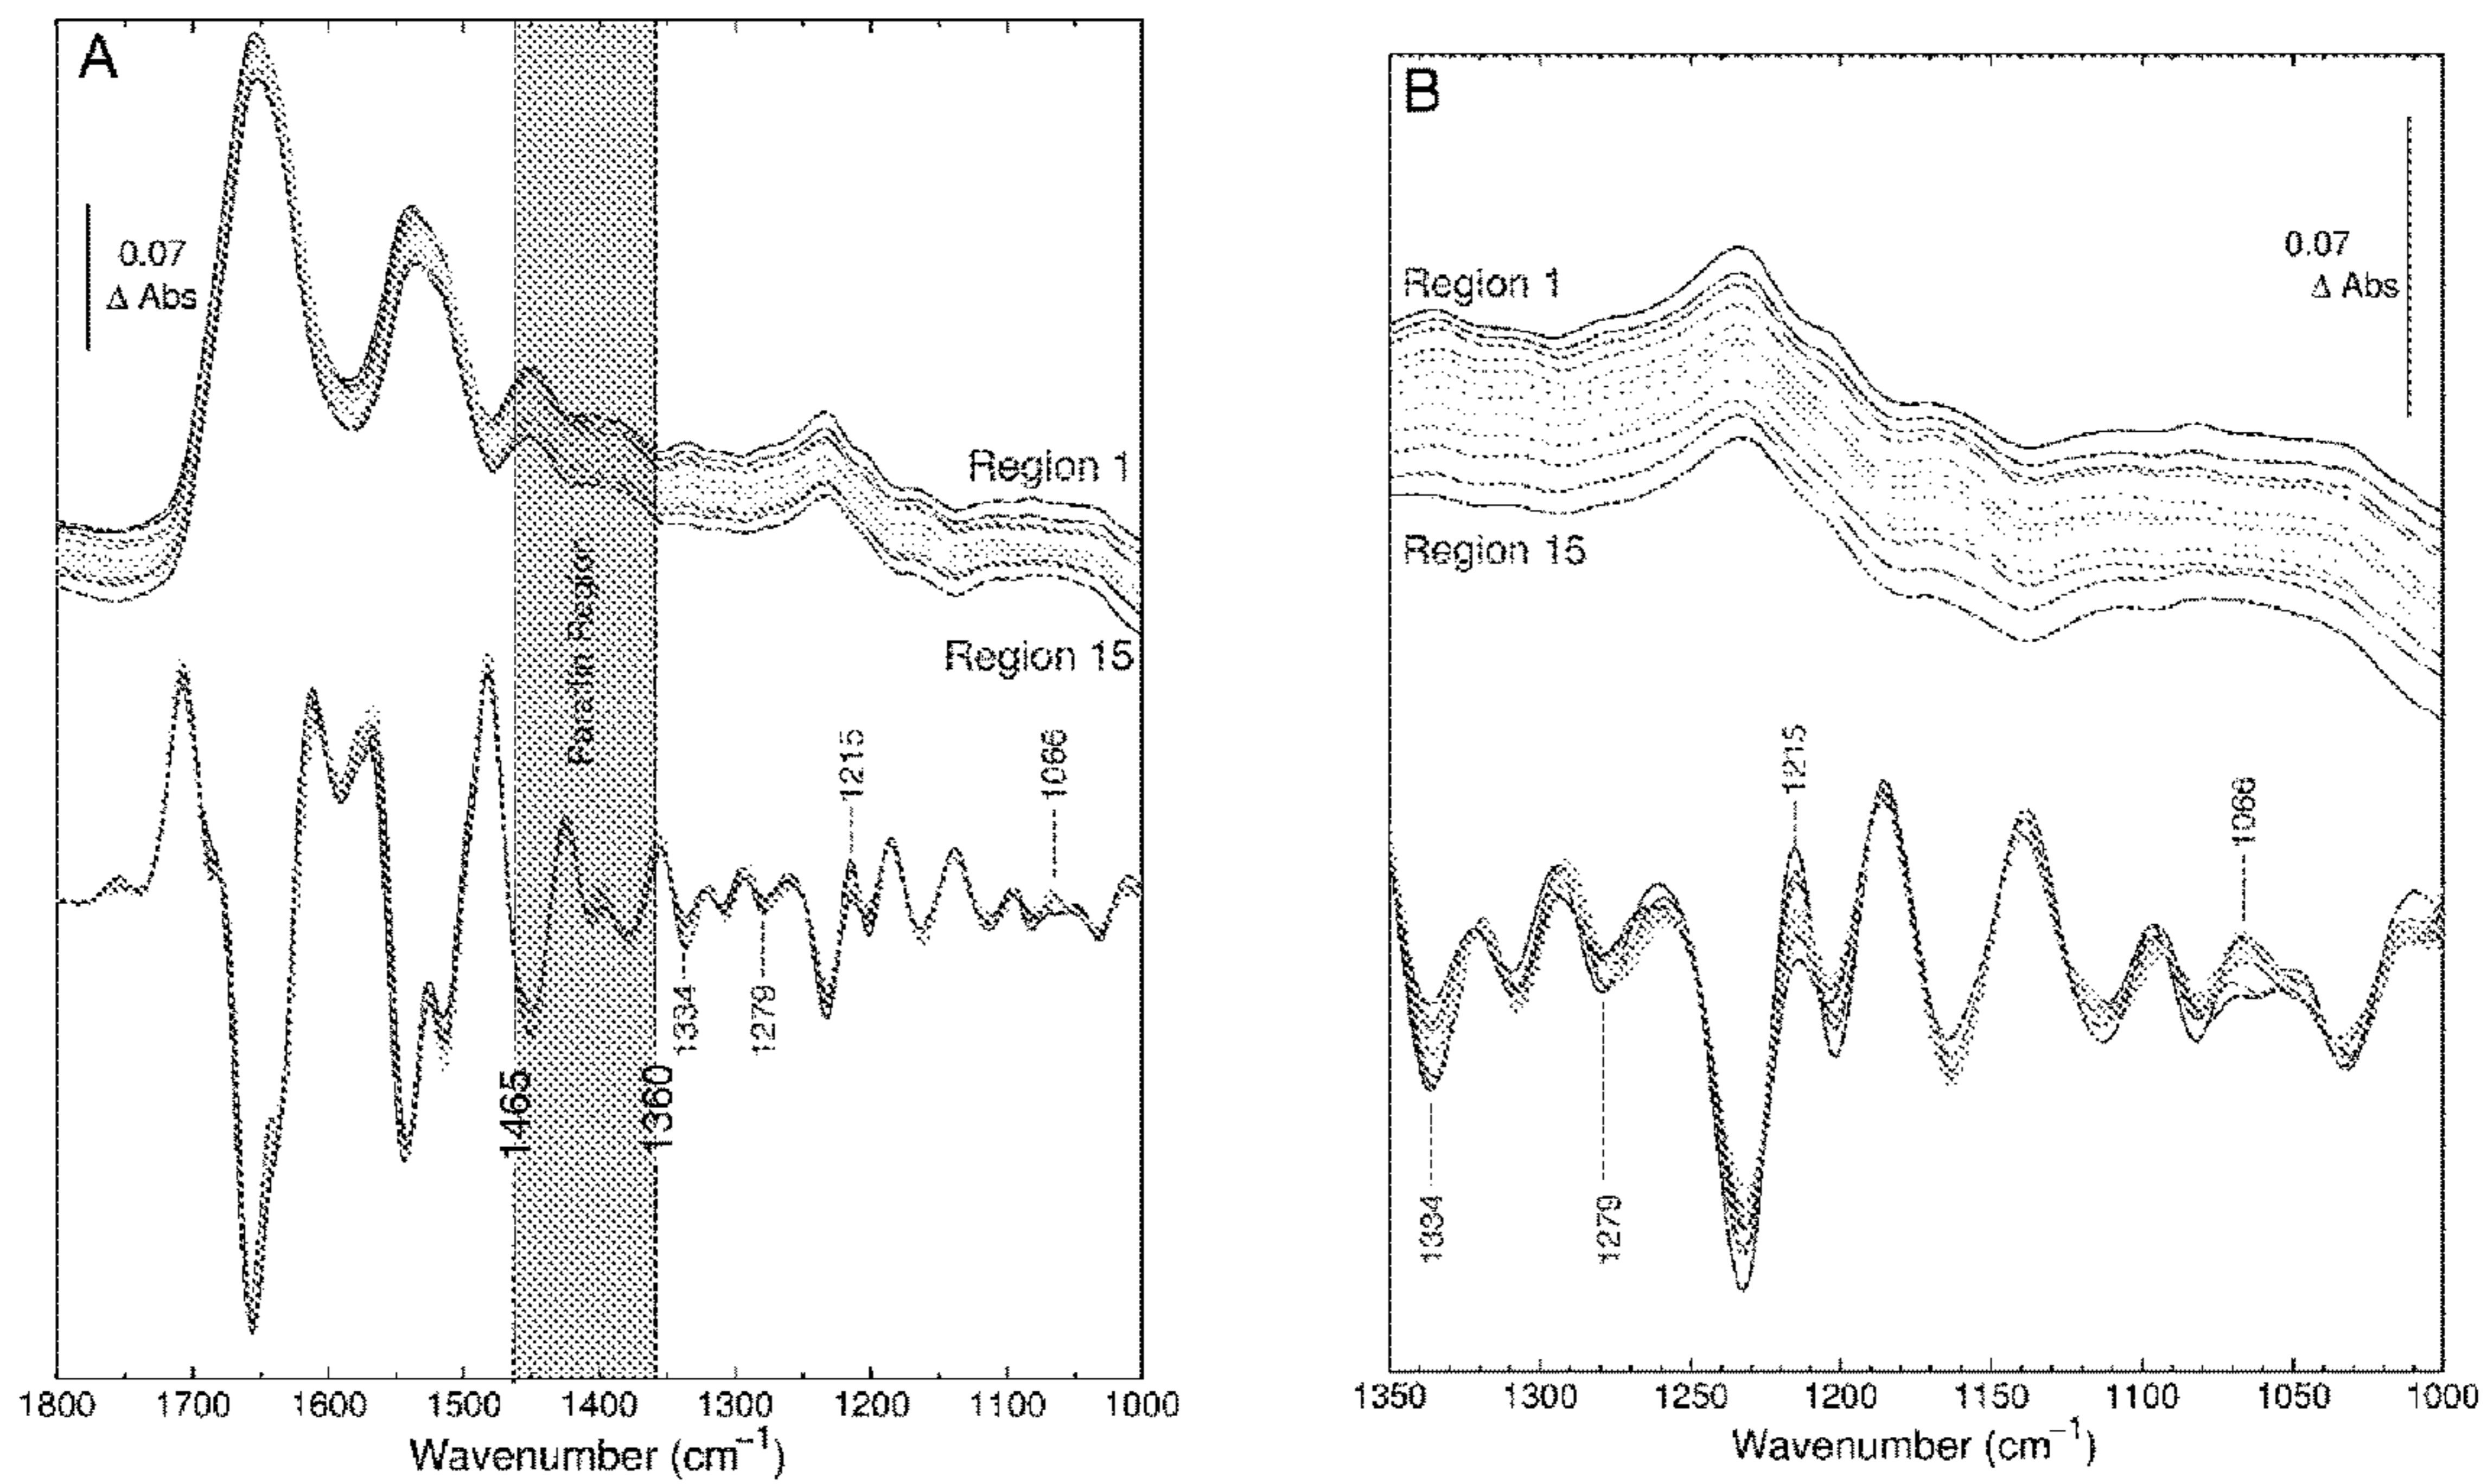 A
0.07
Δ Abs
Region 1
Region 15
Parafin Region
1215
1066
1334
1279
1465
1360
1800 1700 1600 1500 1400 1300 1200 1100 1000
Wavenumber (cm⁻¹)
B
0.07
Δ Abs
Region 1
Region 15
1215
1066
1334
1279
1350 1300 1250 1200 1150 1100 1050 1000
Wavenumber (cm⁻¹)